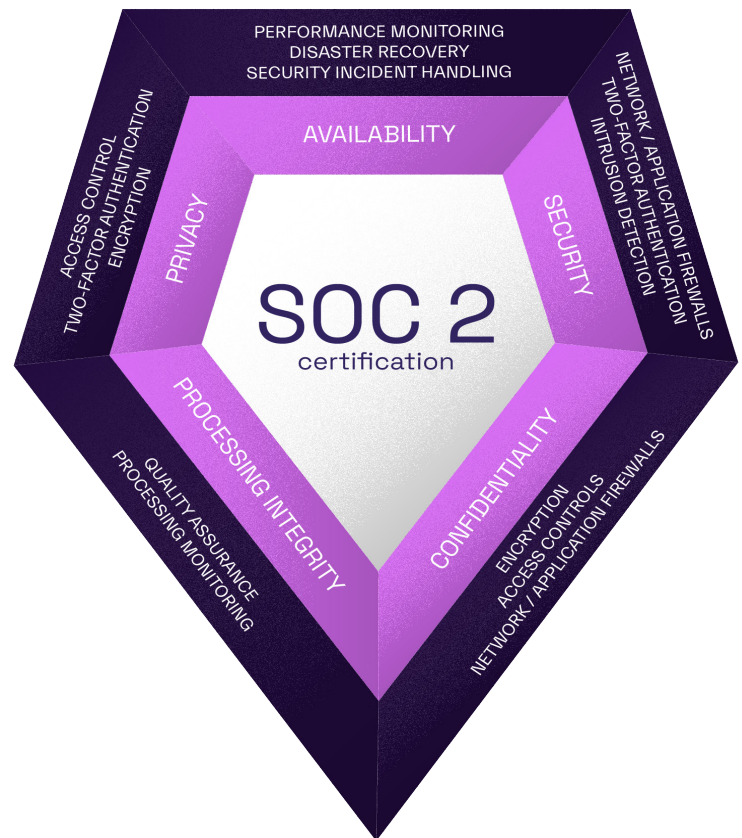 PERFORMANCE MONITORING
DISASTER RECOVERY
SECURITY INCIDENT HANDLING
AVAILABILITY
NETWORK / APPLICATION FIREWALLS
TWO-FACTOR AUTHENTICATION
INTRUSION DETECTION
SECURITY
ACCESS CONTROL
TWO-FACTOR AUTHENTICATION
ENCRYPTION
PRIVACY
SOC 2
certification
PROCESSING INTEGRITY
QUALITY ASSURANCE
PROCESSING MONITORING
CONFIDENTIALITY
ENCRYPTION
ACCESS CONTROLS
NETWORK / APPLICATION FIREWALLS